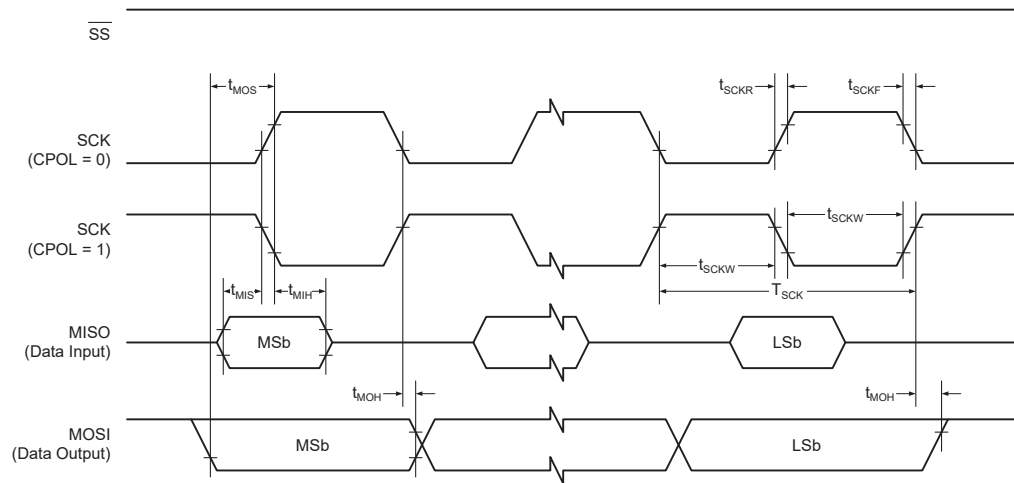 SS
tMOS
tSCKR
tSCKF
SCK
(CPOL = 0)
SCK
(CPOL = 1)
tSCKW
tSCKW
tMIS
tMIH
TSCK
MISO
(Data Input)
MSb
LSb
tMOH
tMOH
MOSI
(Data Output)
MSb
LSb